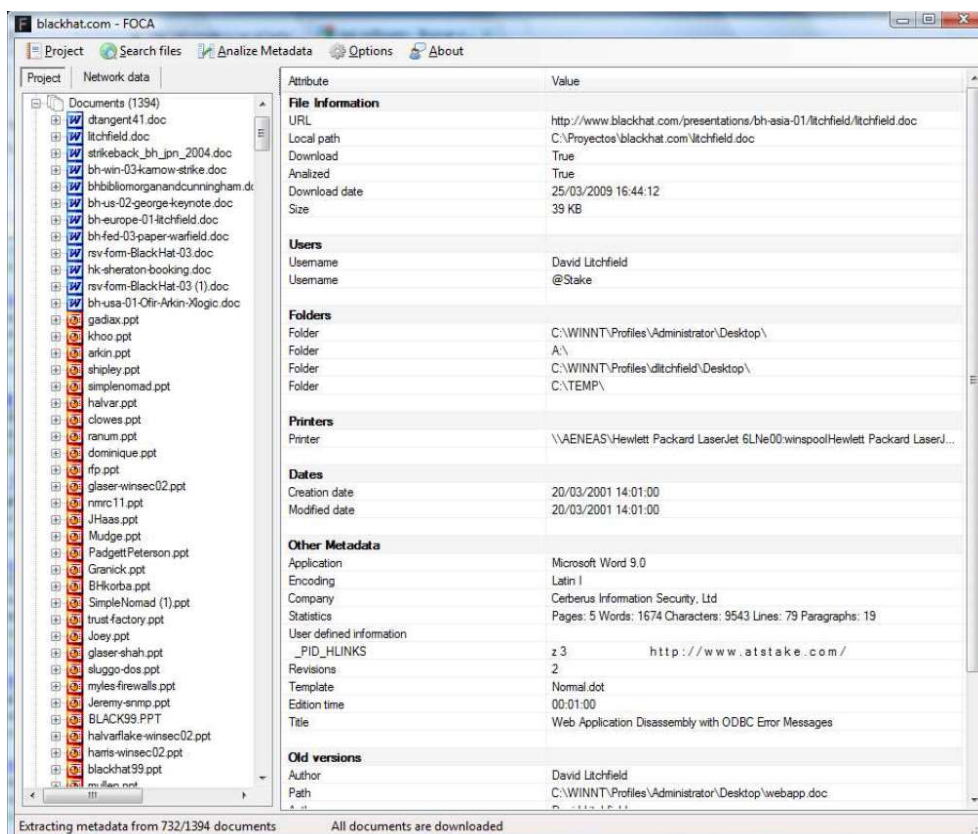 blackhat.com - FOCA
Project Search files Analize Metadata Options About
Project Network data
Documents (1394)
dtangent41.doc
litchfield.doc
strikeback_bh_jpn_2004.doc
bh-win-03-karnow-strike.doc
bhbibliomorganandcunningham.do
bh-us-02-george-keynote.doc
bh-europe-01-litchfield.doc
bh-fed-03-paper-warfield.doc
rsv-form-BlackHat-03.doc
hk-sheraton-booking.doc
rsv-form-BlackHat-03 (1).doc
bh-usa-01-Ofir-Arkin-Xlogic.doc
gadiax.ppt
khoo.ppt
arkin.ppt
shipley.ppt
simplenomad.ppt
halvar.ppt
clowes.ppt
ranum.ppt
dominique.ppt
rfp.ppt
glaser-winsec02.ppt
nmrc11.ppt
JHaas.ppt
Mudge.ppt
PadgettPeterson.ppt
Granick.ppt
BHkorba.ppt
SimpleNomad (1).ppt
trust-factory.ppt
Joey.ppt
glaser-shah.ppt
sluggo-dos.ppt
myles-firewalls.ppt
Jeremy-snmp.ppt
BLACK99.PPT
halvarflake-winsec02.ppt
harris-winsec02.ppt
blackhat99.ppt
mullen.ppt
Attribute Value
File Information
URL http://www.blackhat.com/presentations/bh-asia-01/litchfield/litchfield.doc
Local path C:\Proyectos\blackhat.com\litchfield.doc
Download True
Analized True
Download date 25/03/2009 16:44:12
Size 39 KB
Users
Username David Litchfield
Username @Stake
Folders
Folder C:\WINNT\Profiles\Administrator\Desktop\
Folder A:\
Folder C:\WINNT\Profiles\dlitchfield\Desktop\
Folder C:\TEMP\
Printers
Printer \\AENEAS\Hewlett Packard LaserJet 6LNe00:winspoolHewlett Packard LaserJ...
Dates
Creation date 20/03/2001 14:01:00
Modified date 20/03/2001 14:01:00
Other Metadata
Application Microsoft Word 9.0
Encoding Latin I
Company Cerberus Information Security, Ltd
Statistics Pages: 5 Words: 1674 Characters: 9543 Lines: 79 Paragraphs: 19
User defined information
_PID_HLINKS z 3 h t t p : / / w w w . a t s t a k e . c o m /
Revisions 2
Template Normal.dot
Edition time 00:01:00
Title Web Application Disassembly with ODBC Error Messages
Old versions
Author David Litchfield
Path C:\WINNT\Profiles\Administrator\Desktop\webapp.doc
Extracting metadata from 732/1394 documents All documents are downloaded